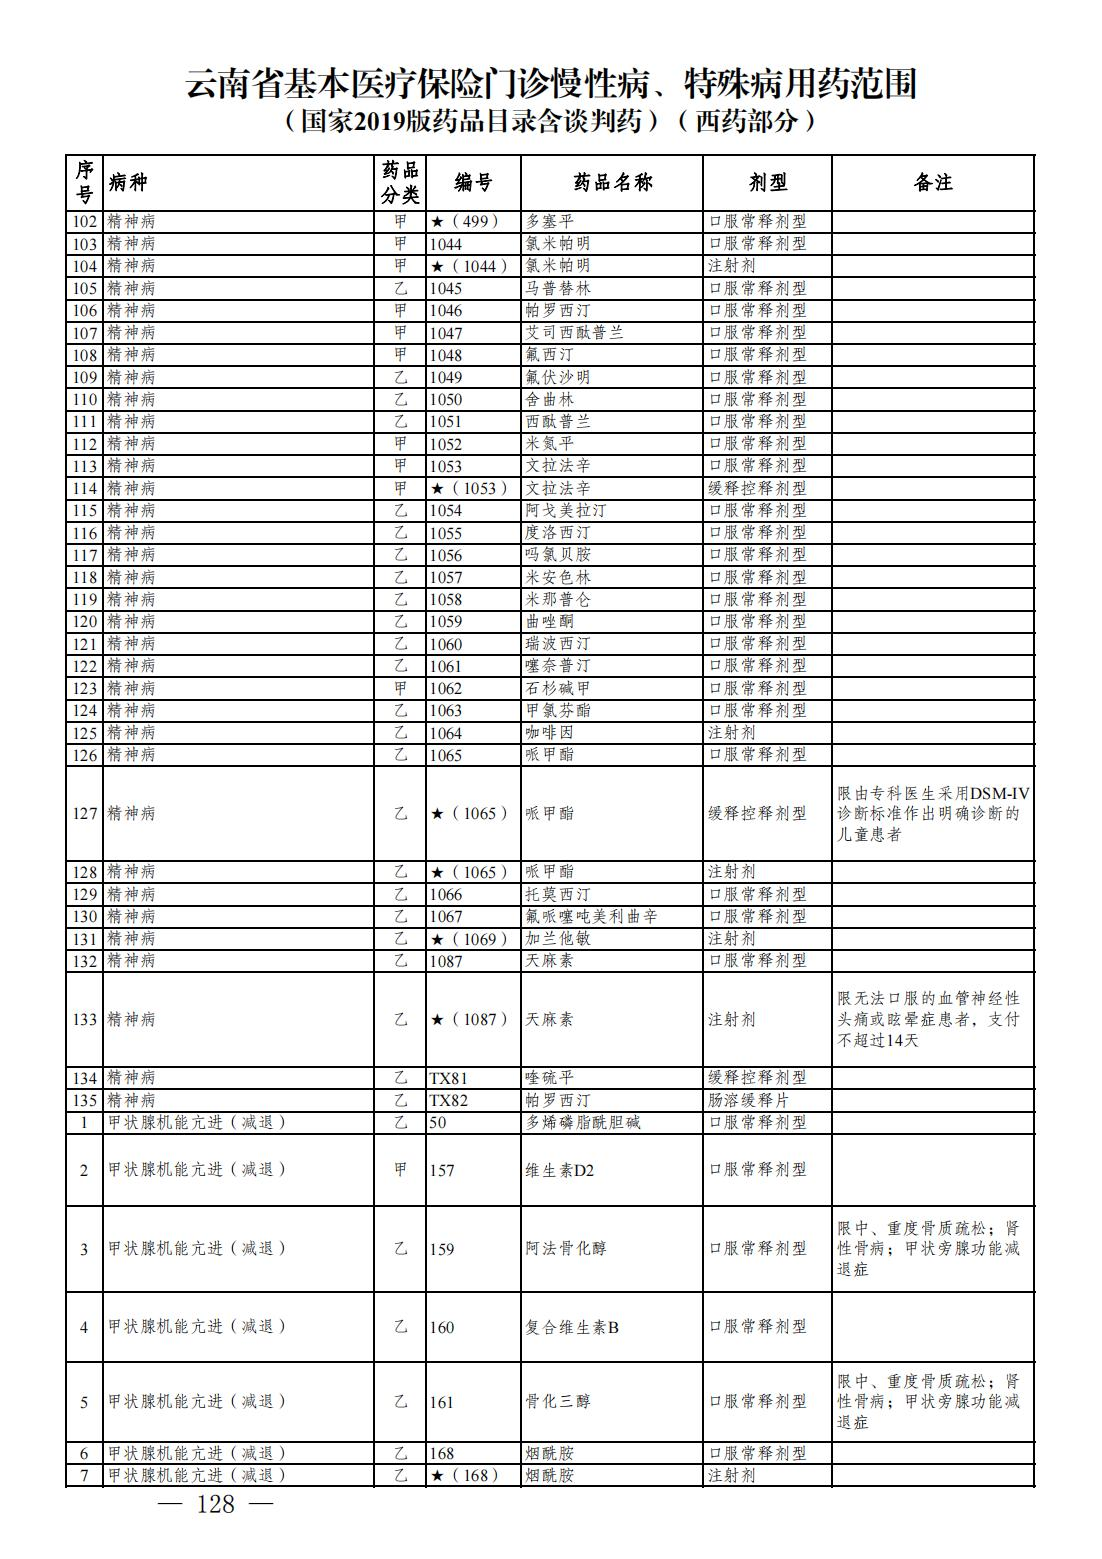 云南省基本医疗保险门诊慢性病、特殊病用药范围
（国家2019版药品目录含谈判药）（西药部分）
序号 病种 药品分类 编号 药品名称 剂型 备注
102 精神病 甲 ★（499） 多塞平 口服常释剂型
103 精神病 甲 1044 氯米帕明 口服常释剂型
104 精神病 甲 ★（1044） 氯米帕明 注射剂
105 精神病 乙 1045 马普替林 口服常释剂型
106 精神病 甲 1046 帕罗西汀 口服常释剂型
107 精神病 甲 1047 艾司西酞普兰 口服常释剂型
108 精神病 甲 1048 氟西汀 口服常释剂型
109 精神病 乙 1049 氟伏沙明 口服常释剂型
110 精神病 乙 1050 舍曲林 口服常释剂型
111 精神病 乙 1051 西酞普兰 口服常释剂型
112 精神病 甲 1052 米氮平 口服常释剂型
113 精神病 甲 1053 文拉法辛 口服常释剂型
114 精神病 甲 ★（1053） 文拉法辛 缓释控释剂型
115 精神病 乙 1054 阿戈美拉汀 口服常释剂型
116 精神病 乙 1055 度洛西汀 口服常释剂型
117 精神病 乙 1056 吗氯贝胺 口服常释剂型
118 精神病 乙 1057 米安色林 口服常释剂型
119 精神病 乙 1058 米那普仑 口服常释剂型
120 精神病 乙 1059 曲唑酮 口服常释剂型
121 精神病 乙 1060 瑞波西汀 口服常释剂型
122 精神病 乙 1061 噻奈普汀 口服常释剂型
123 精神病 甲 1062 石杉碱甲 口服常释剂型
124 精神病 乙 1063 甲氯芬酯 口服常释剂型
125 精神病 乙 1064 咖啡因 注射剂
126 精神病 乙 1065 哌甲酯 口服常释剂型
127 精神病 乙 ★（1065） 哌甲酯 缓释控释剂型 限由专科医生采用DSM-IV
诊断标准作出明确诊断的
儿童患者
128 精神病 乙 ★（1065） 哌甲酯 注射剂
129 精神病 乙 1066 托莫西汀 口服常释剂型
130 精神病 乙 1067 氟哌噻吨美利曲辛 口服常释剂型
131 精神病 乙 ★（1069） 加兰他敏 注射剂
132 精神病 乙 1087 天麻素 口服常释剂型
133 精神病 乙 ★（1087） 天麻素 注射剂 限无法口服的血管神经性
头痛或眩晕症患者，支付
不超过14天
134 精神病 乙 TX81 喹硫平 缓释控释剂型
135 精神病 乙 TX82 帕罗西汀 肠溶缓释片
1 甲状腺机能亢进（减退） 乙 50 多烯磷脂酰胆碱 口服常释剂型
2 甲状腺机能亢进（减退） 甲 157 维生素D2 口服常释剂型
3 甲状腺机能亢进（减退） 乙 159 阿法骨化醇 口服常释剂型 限中、重度骨质疏松；肾
性骨病；甲状旁腺功能减
退症
4 甲状腺机能亢进（减退） 乙 160 复合维生素B 口服常释剂型
5 甲状腺机能亢进（减退） 乙 161 骨化三醇 口服常释剂型 限中、重度骨质疏松；肾
性骨病；甲状旁腺功能减
退症
6 甲状腺机能亢进（减退） 乙 168 烟酰胺 口服常释剂型
7 甲状腺机能亢进（减退） 乙 ★（168） 烟酰胺 注射剂
— 128 —